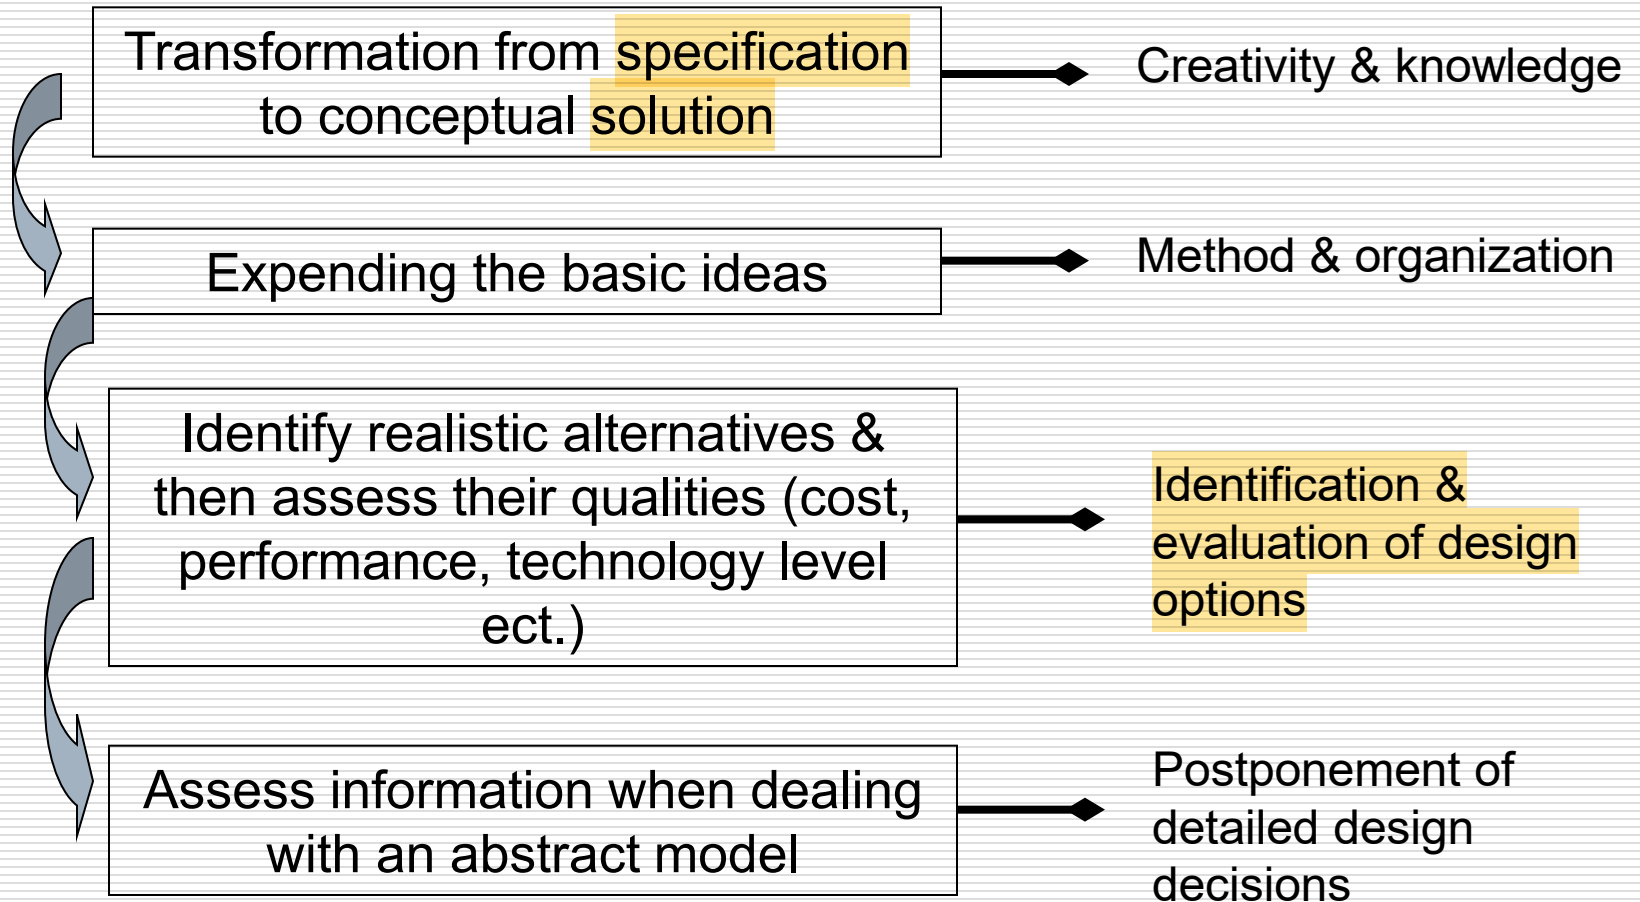 Transformation from specification
to conceptual solution
Creativity & knowledge
Expending the basic ideas
Method & organization
Identify realistic alternatives &
then assess their qualities (cost,
performance, technology level
ect.)
Identification &
evaluation of design
options
Assess information when dealing
with an abstract model
Postponement of
detailed design
decisions